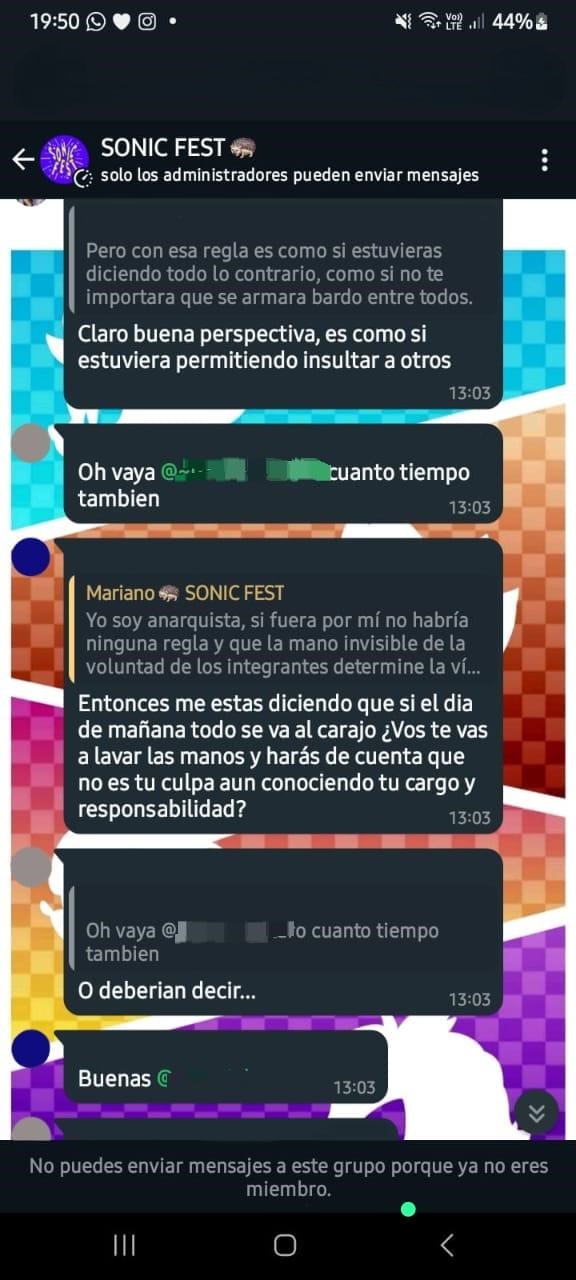 19:50
44%
SONIC FEST🦔
solo los administradores pueden enviar mensajes
Pero con esa regla es como si estuvieras
diciendo todo lo contrario, como si no te
importara que se armara bardo entre todos.
Claro buena perspectiva, es como si
estuviera permitiendo insultar a otros
13:03
Oh vaya @~ cuanto tiempo
tambien
13:03
Mariano🦔 SONIC FEST
Yo soy anarquista, si fuera por mí no habría
ninguna regla y que la mano invisible de la
voluntad de los integrantes determine la ví...
Entonces me estas diciendo que si el dia
de mañana todo se va al carajo ¿Vos te vas
a lavar las manos y harás de cuenta que
no es tu culpa aun conociendo tu cargo y
responsabilidad?
13:03
Oh vaya @ cuanto tiempo
tambien
O deberian decir...
13:03
Buenas @
13:03
No puedes enviar mensajes a este grupo porque ya no eres
miembro.